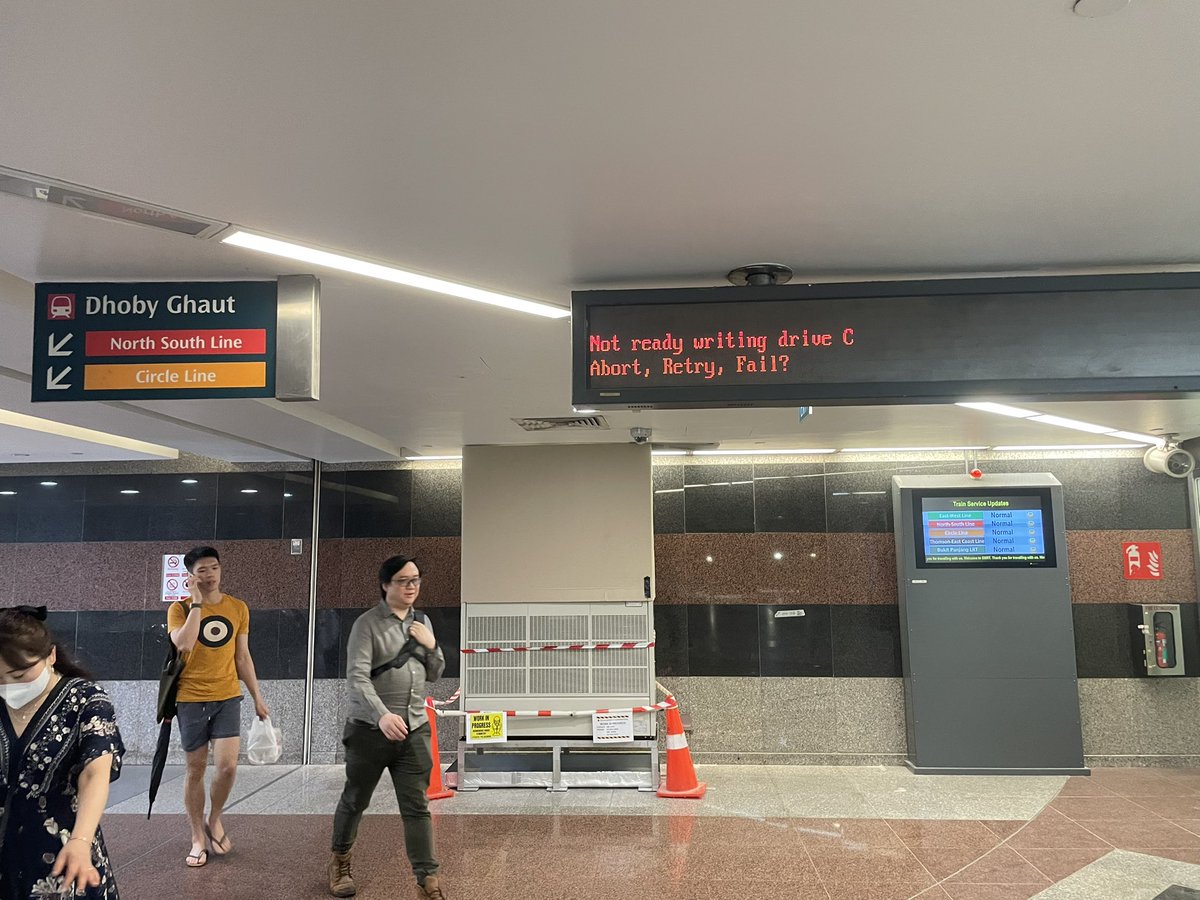 Dhoby Ghaut
North South Line
Circle Line
Not ready writing drive C
Abort, Retry, Fail?
Train Service Updates
East-West Line Normal
North-South Line Normal
Circle Line Normal
Thomson-East Coast Line Normal
Bukit Panjang LRT Normal
WORK IN
PROGRESS
FIRE EXTINGUISHER